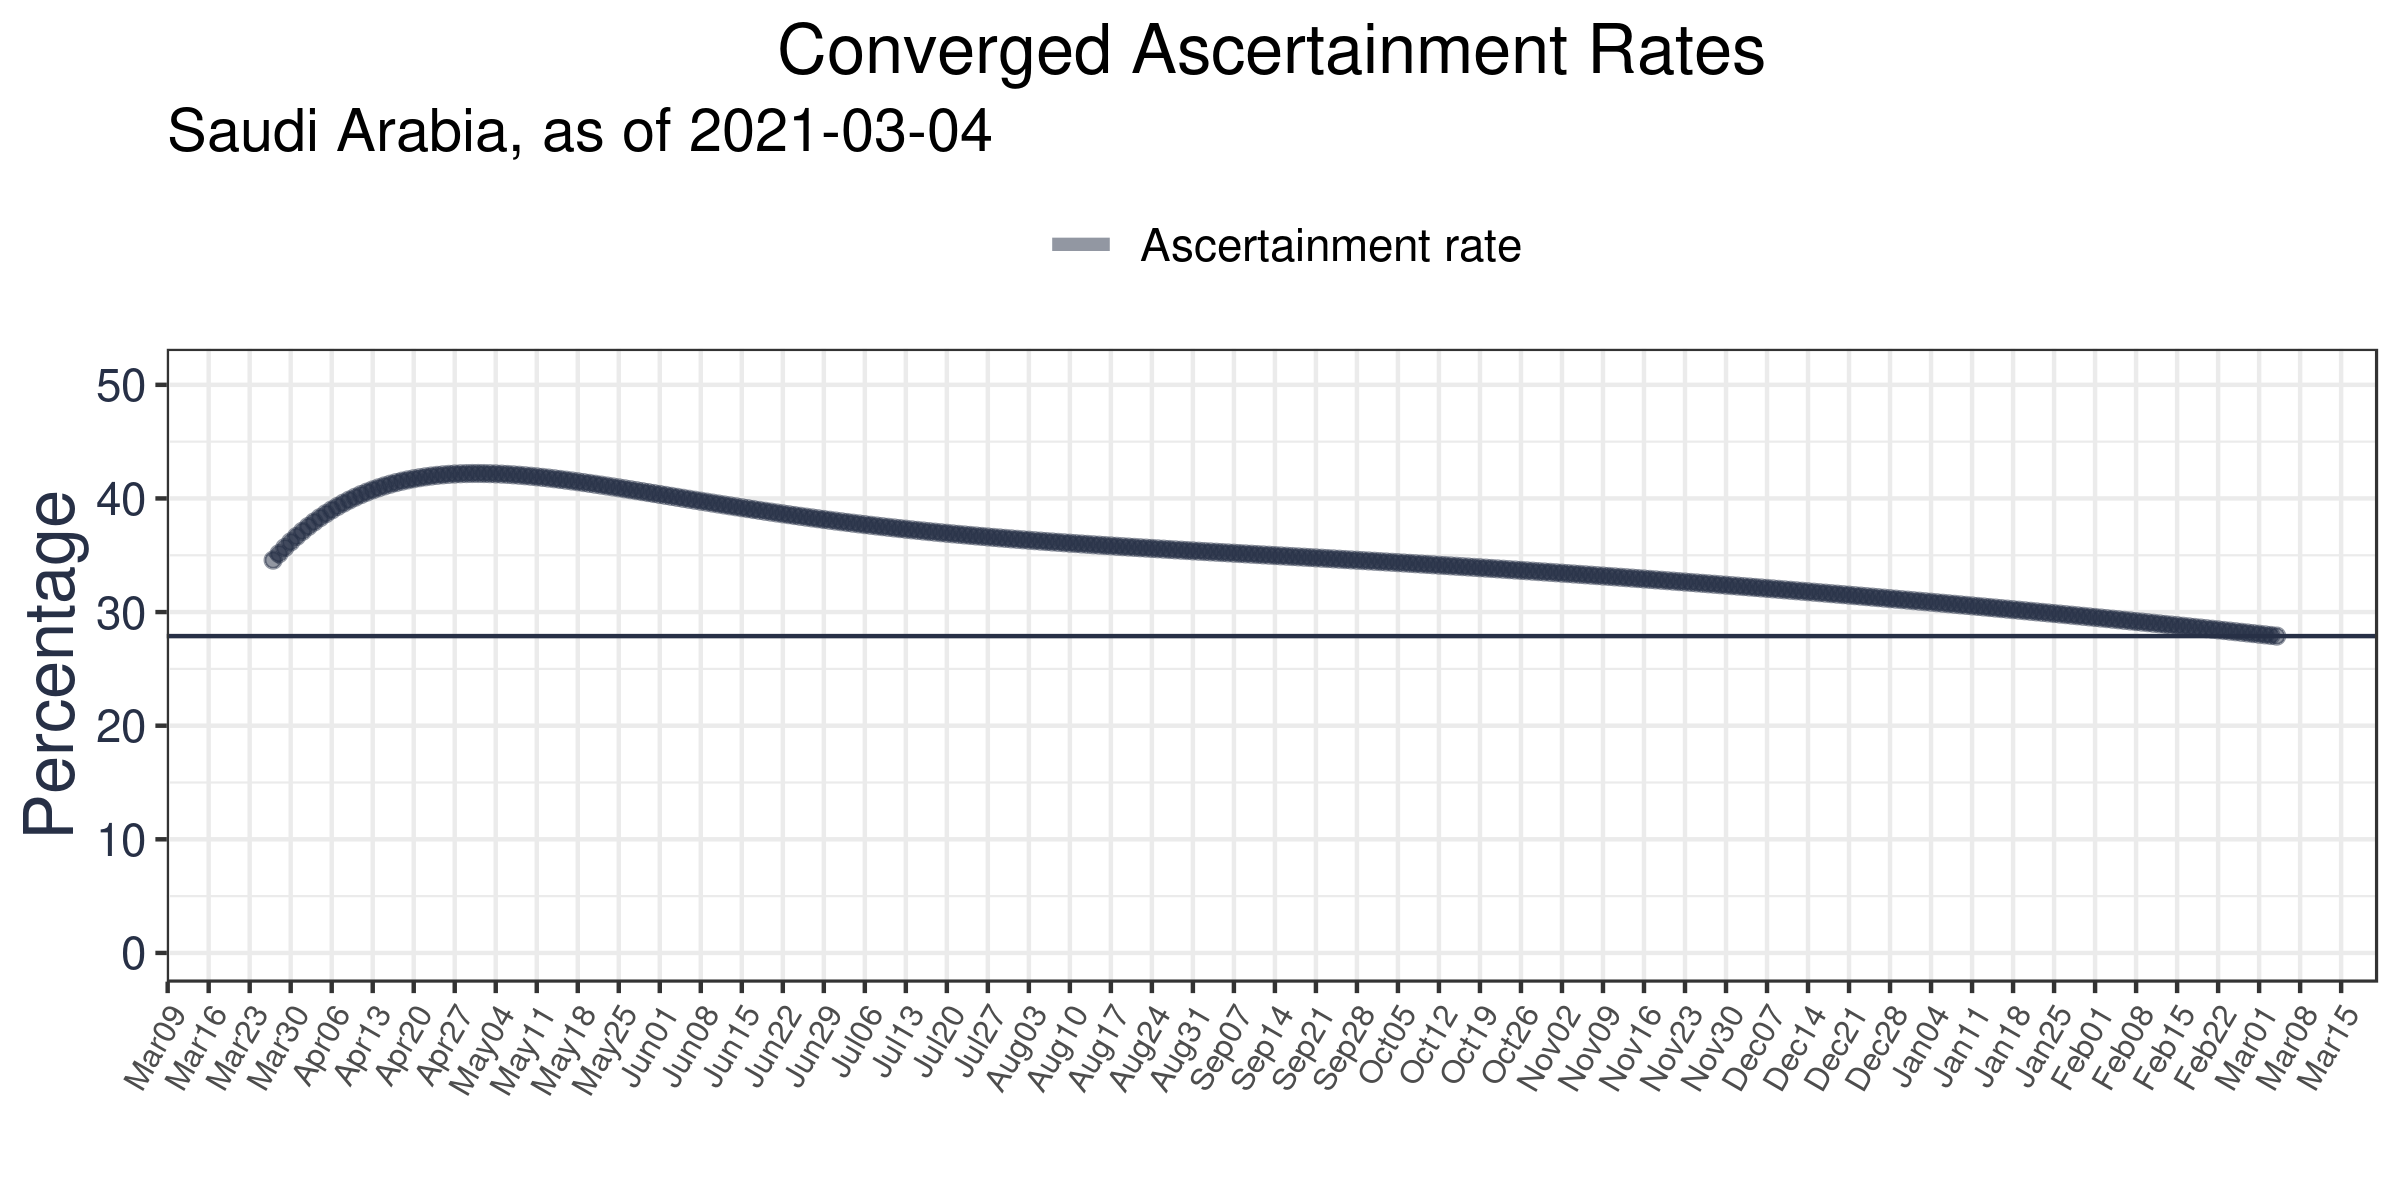 Converged Ascertainment Rates
Saudi Arabia, as of 2021-03-04
Ascertainment rate
Percentage
50
40
30
20
10
0
Mar09 Mar16 Mar23 Mar30 Apr06 Apr13 Apr20 Apr27 May04 May11 May18 May25 Jun01 Jun08 Jun15 Jun22 Jun29 Jul06 Jul13 Jul20 Jul27 Aug03 Aug10 Aug17 Aug24 Aug31 Sep07 Sep14 Sep21 Sep28 Oct05 Oct12 Oct19 Oct26 Nov02 Nov09 Nov16 Nov23 Nov30 Dec07 Dec14 Dec21 Dec28 Jan04 Jan11 Jan18 Jan25 Feb01 Feb08 Feb15 Feb22 Mar01 Mar08 Mar15